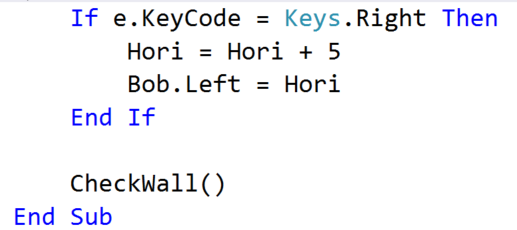 If e.KeyCode = Keys.Right Then
Hori = Hori + 5
Bob.Left = Hori
End If
CheckWall()
End Sub